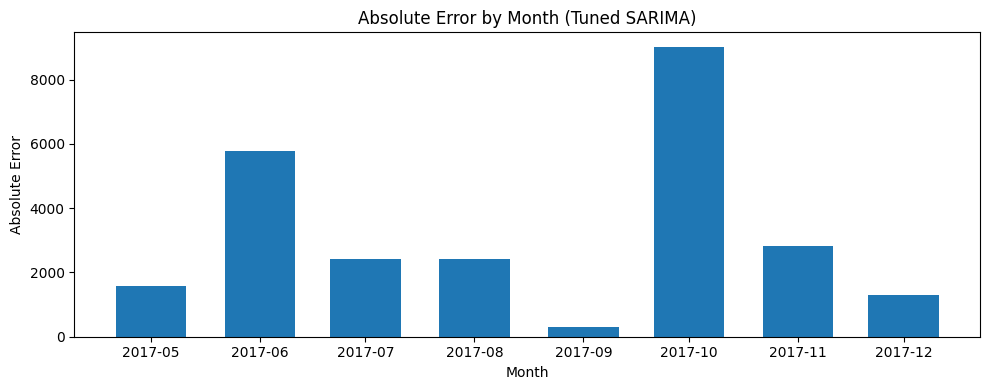 Absolute Error by Month (Tuned SARIMA)
Absolute Error
8000
6000
4000
2000
0
2017-05 2017-06 2017-07 2017-08 2017-09 2017-10 2017-11 2017-12
Month